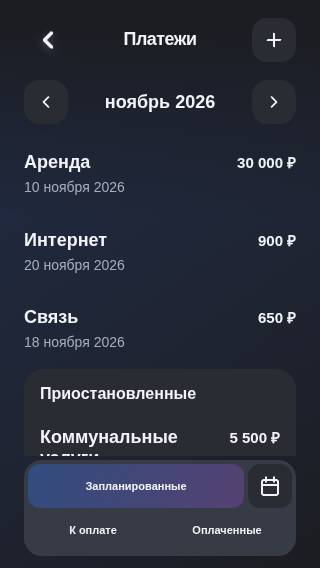 Платежи
ноябрь 2026
Аренда
30 000 ₽
10 ноября 2026
Интернет
900 ₽
20 ноября 2026
Связь
650 ₽
18 ноября 2026
Приостановленные
Коммунальные
5 500 ₽
услуги
Запланированные
К оплате
Оплаченные